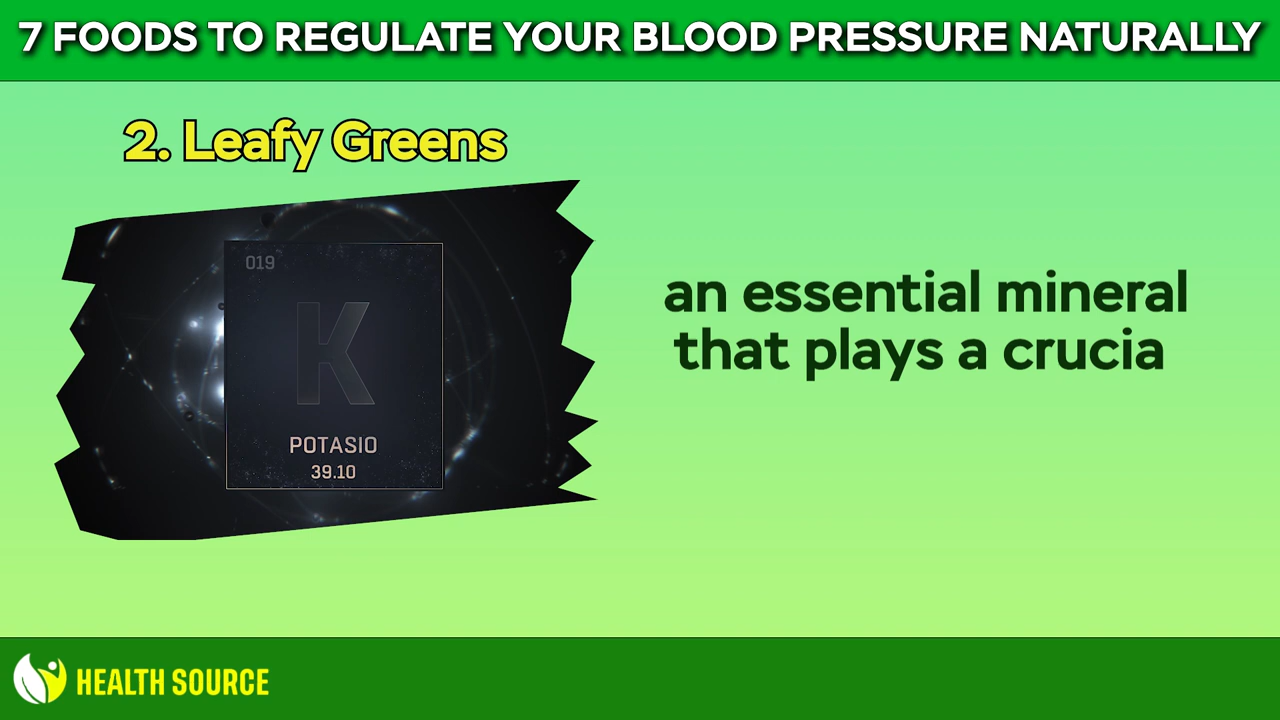 7 FOODS TO REGULATE YOUR BLOOD PRESSURE NATURALLY
2. Leafy Greens
019
K
POTASIO
39.10
an essential mineral
that plays a crucia
HEALTH SOURCE